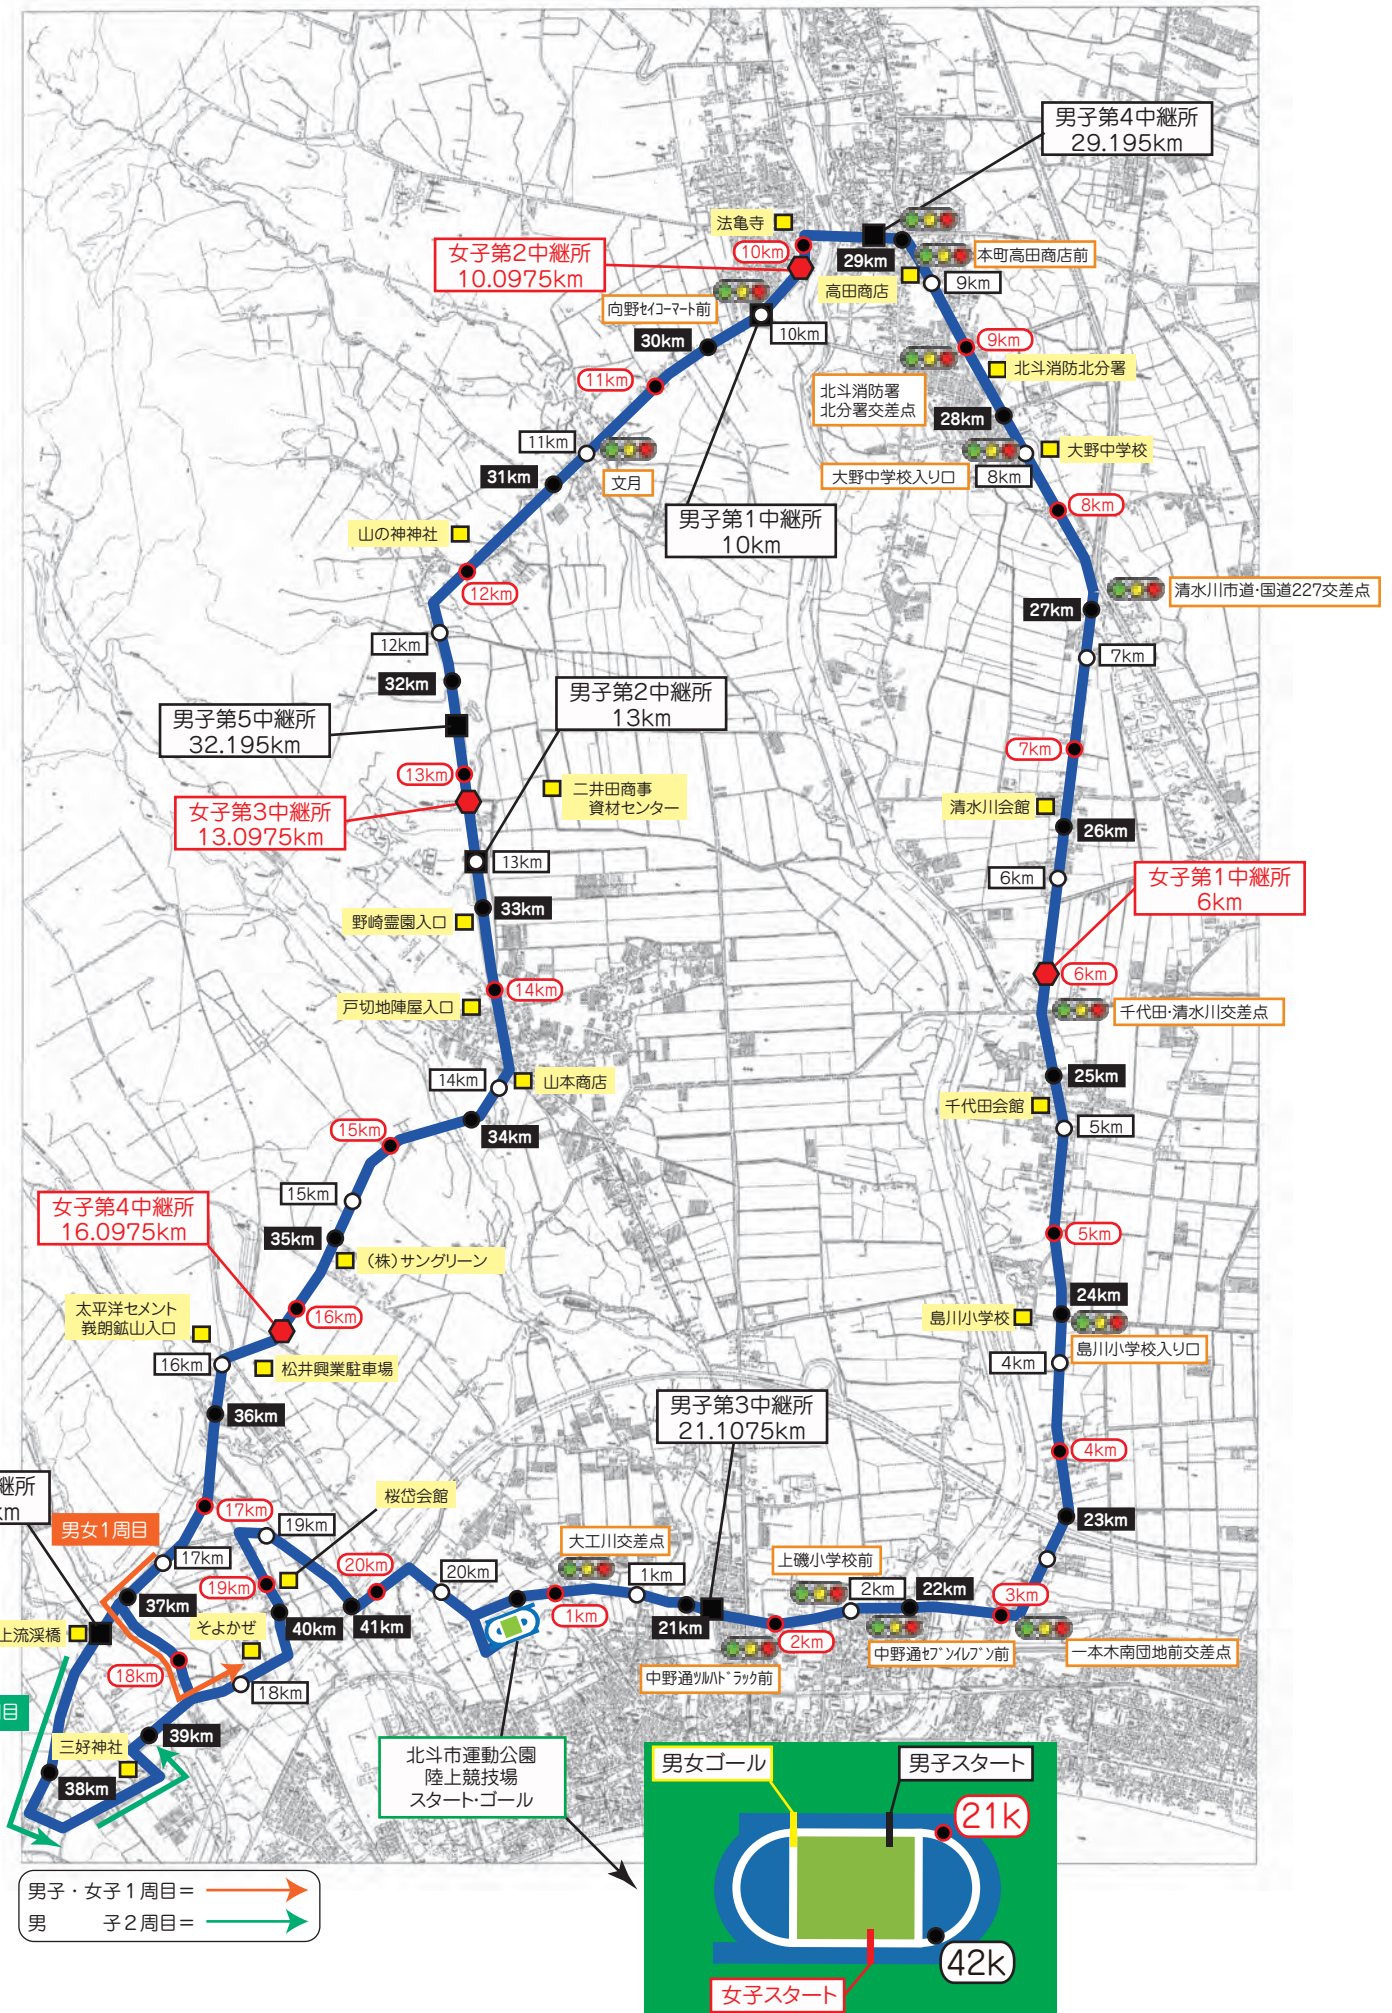 男子第4中継所
29.195km
法亀寺
10km
女子第2中継所
10.0975km
29km
本町高田商店前
高田商店
9km
向野セイコーマート前
10km
30km
9km
北斗消防北分署
11km
北斗消防署
北分署交差点
28km
11km
大野中学校
31km
文月
大野中学校入り口
8km
8km
男子第1中継所
10km
山の神神社
12km
清水川市道・国道227交差点
27km
12km
7km
32km
男子第2中継所
13km
男子第5中継所
32.195km
7km
13km
二井田商事
資材センター
女子第3中継所
13.0975km
清水川会館
26km
13km
6km
女子第1中継所
6km
33km
野崎霊園入口
6km
14km
戸切地陣屋入口
千代田・清水川交差点
14km
山本商店
25km
千代田会館
5km
15km
34km
15km
女子第4中継所
16.0975km
35km
5km
(株)サングリーン
24km
太平洋セメント
峩朗鉱山入口
16km
島川小学校
島川小学校入り口
16km
松井興業駐車場
4km
36km
男子第3中継所
21.1075km
4km
継所
km
桜岱会館
17km
19km
23km
男女1周目
17km
大工川交差点
上磯小学校前
20km
20km
1km
2km
22km
3km
19km
37km
1km
21km
2km
そよかぜ
40km
41km
上流渓橋
中野通ツルハドラッグ前
中野通セブンイレブン前
一本木南団地前交差点
18km
18km
39km
三好神社
38km
北斗市運動公園
陸上競技場
スタート・ゴール
男女ゴール
男子スタート
21k
42k
女子スタート
男子・女子1周目=
男 子2周目=